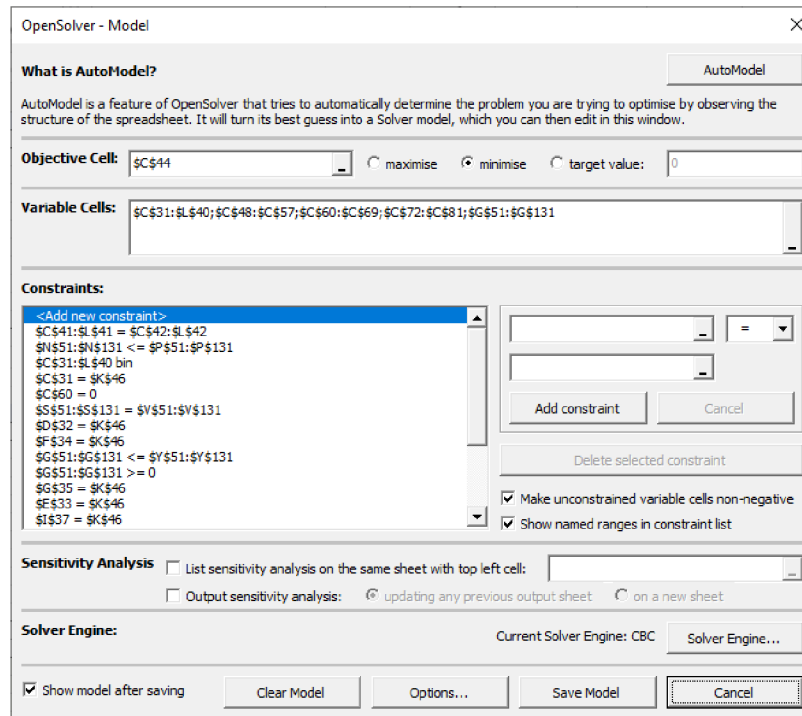 OpenSolver - Model
What is AutoModel?
AutoModel
AutoModel is a feature of OpenSolver that tries to automatically determine the problem you are trying to optimise by observing the
structure of the spreadsheet. It will turn its best guess into a Solver model, which you can then edit in this window.
Objective Cell: $C$44 maximise minimise target value: 0
Variable Cells: $C$31:$L$40;$C$48:$C$57;$C$60:$C$69;$C$72:$C$81;$G$51:$G$131
Constraints:
<Add new constraint>
$C$41:$L$41 = $C$42:$L$42
$N$51:$N$131 <= $P$51:$P$131
$C$31:$L$40 bin
$C$31 = $K$46
$C$60 = 0
$S$51:$S$131 = $V$51:$V$131
$D$32 = $K$46
$F$34 = $K$46
$G$51:$G$131 <= $Y$51:$Y$131
$G$51:$G$131 >= 0
$G$35 = $K$46
$E$33 = $K$46
$I$37 = $K$46
=
Add constraint Cancel
Delete selected constraint
Make unconstrained variable cells non-negative
Show named ranges in constraint list
Sensitivity Analysis List sensitivity analysis on the same sheet with top left cell:
Output sensitivity analysis: updating any previous output sheet on a new sheet
Solver Engine:
Current Solver Engine: CBC Solver Engine...
Show model after saving Clear Model Options... Save Model Cancel